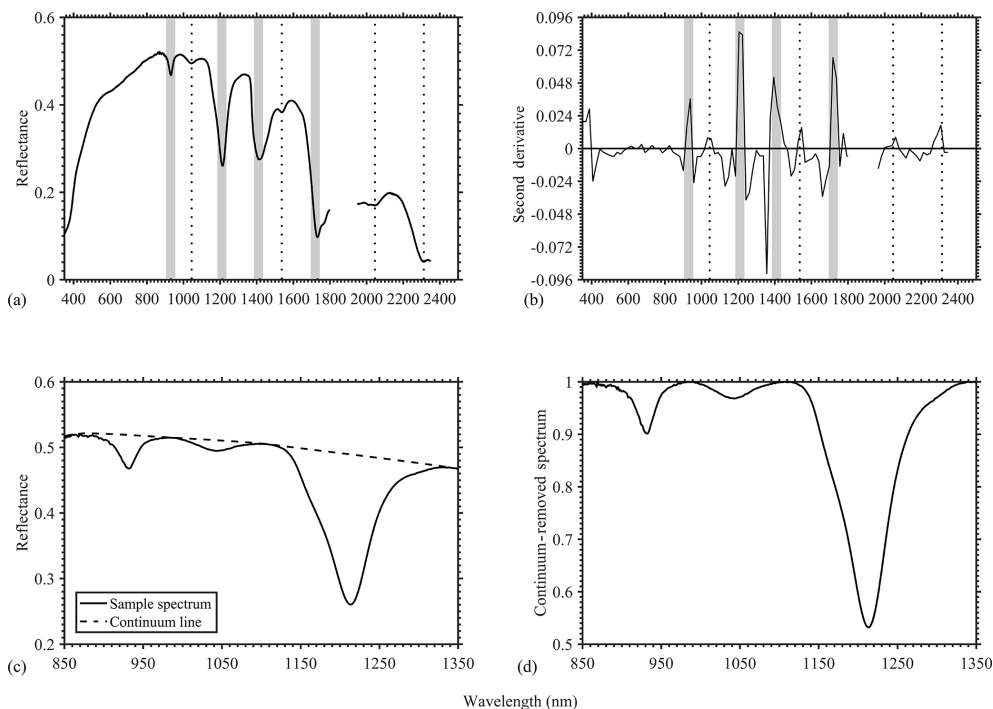 0.6
0.4
0.2
0
Reflectance
(a)
400 600 800 1000 1200 1400 1600 1800 2000 2200 2400
0.096
0.072
0.048
0.024
0
-0.024
-0.048
-0.072
-0.096
Second derivative
(b)
400 600 800 1000 1200 1400 1600 1800 2000 2200 2400
0.6
0.5
0.4
0.3
0.2
Reflectance
Sample spectrum
Continuum line
(c)
850 950 1050 1150 1250 1350
1
0.9
0.8
0.7
0.6
0.5
Continuum-removed spectrum
(d)
850 950 1050 1150 1250 1350
Wavelength (nm)